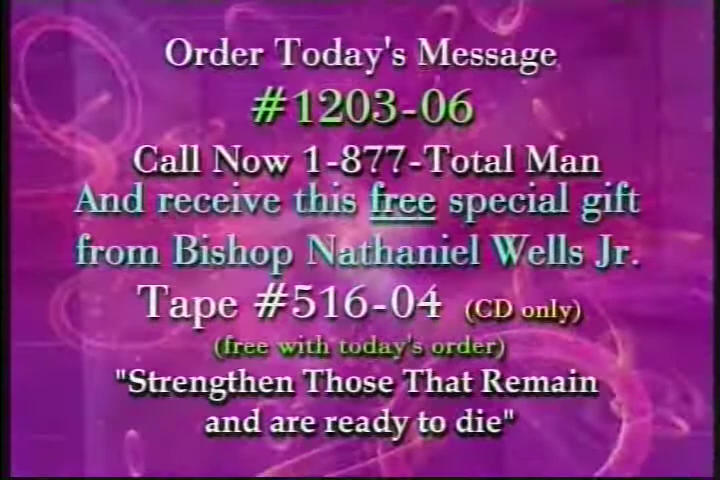 Order Today's Message
#1203-06
Call Now 1-877-Total Man
And receive this free special gift
from Bishop Nathaniel Wells Jr.
Tape #516-04 (CD only)
(free with today's order)
"Strengthen Those That Remain
and are ready to die"